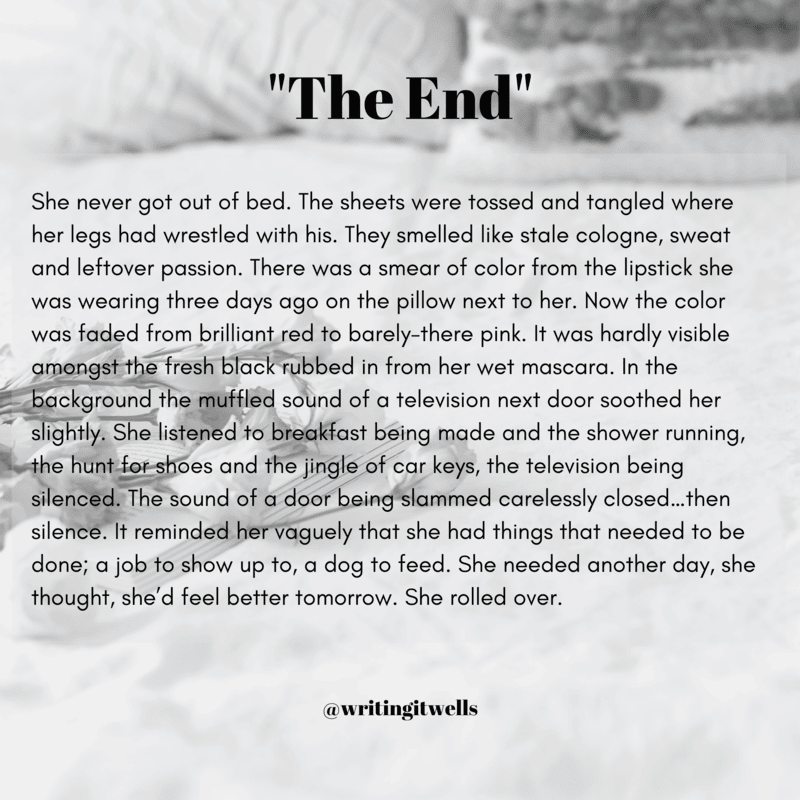 "The End"
She never got out of bed. The sheets were tossed and tangled where
her legs had wrestled with his. They smelled like stale cologne, sweat
and leftover passion. There was a smear of color from the lipstick she
was wearing three days ago on the pillow next to her. Now the color
was faded from brilliant red to barely-there pink. It was hardly visible
amongst the fresh black rubbed in from her wet mascara. In the
background the muffled sound of a television next door soothed her
slightly. She listened to breakfast being made and the shower running,
the hunt for shoes and the jingle of car keys, the television being
silenced. The sound of a door being slammed carelessly closed...then
silence. It reminded her vaguely that she had things that needed to be
done; a job to show up to, a dog to feed. She needed another day, she
thought, she’d feel better tomorrow. She rolled over.
@writingitwells